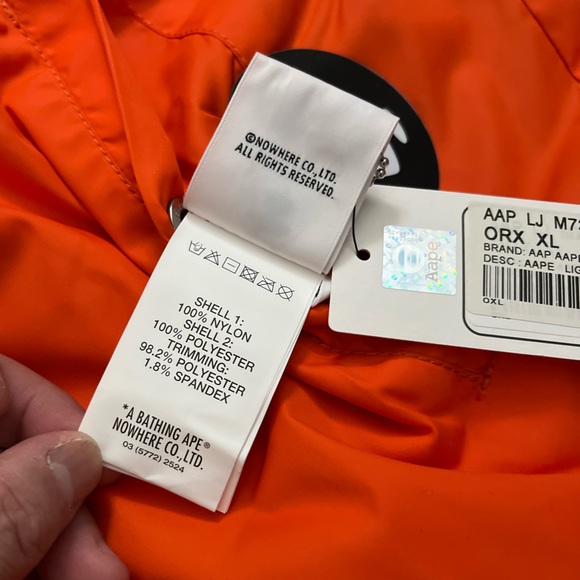 ©NOWHERE CO., LTD.
ALL RIGHTS RESERVED.
SHELL 1:
100% NYLON
SHELL 2:
100% POLYESTER
TRIMMING:
98.2% POLYESTER
1.8% SPANDEX
*A BATHING APE®
NOWHERE CO., LTD.
03 (5772) 2524
Aape
AAP LJ M73
ORX XL
BRAND: AAP AAPE
DESC : AAPE LIG
OXL